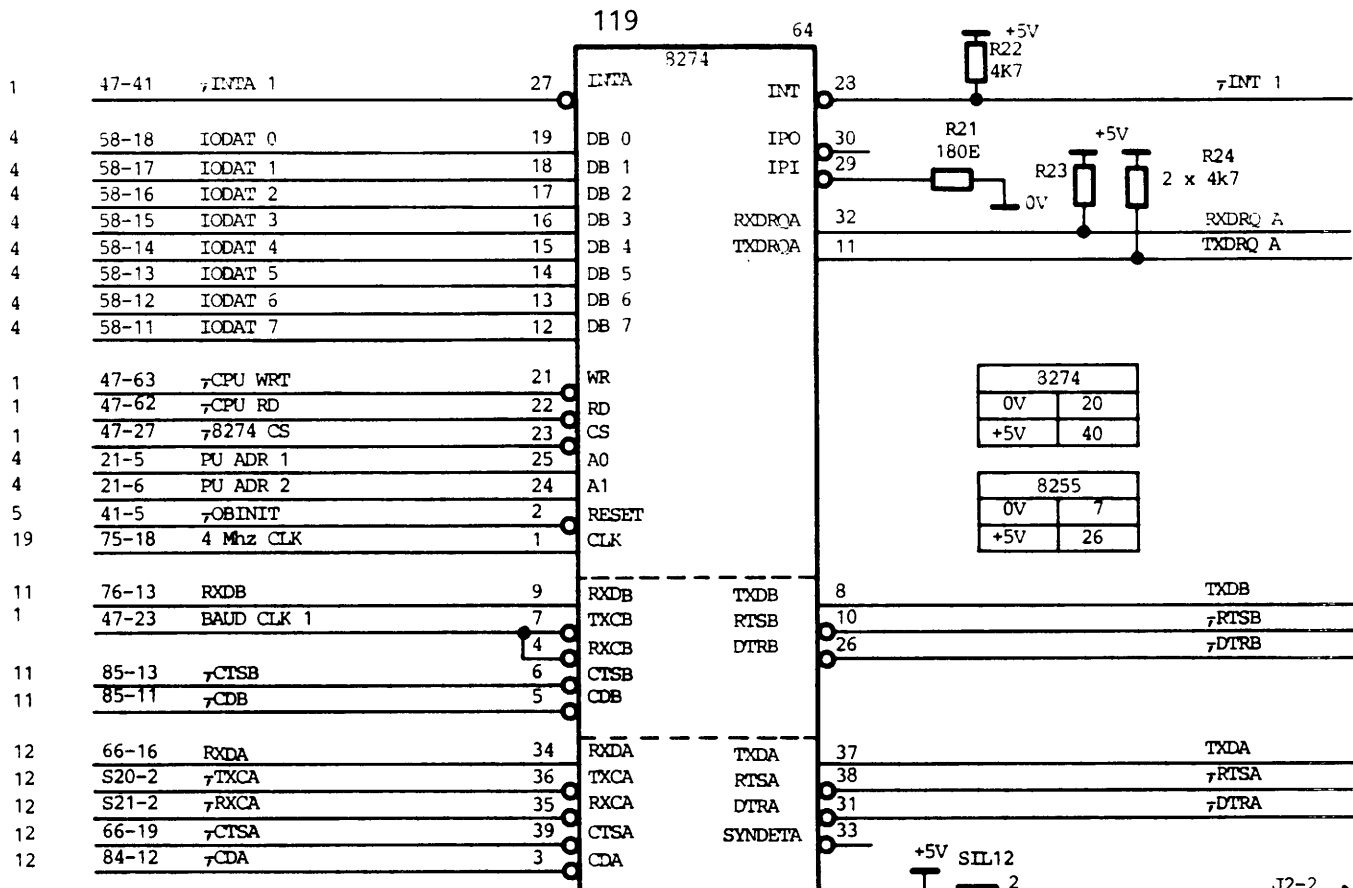 119
64
8274
+5V
R22
4K7
1 47-41 ┐INTA 1 27 INTA
INT 23 ┐INT 1
4 58-18 IODAT 0 19 DB 0
IPO 30
R21
180E
+5V
4 58-17 IODAT 1 18 DB 1
IPI 29
R23
R24
2 x 4k7
0V
4 58-16 IODAT 2 17 DB 2
4 58-15 IODAT 3 16 DB 3
RXDRQA 32 RXDRQ A
4 58-14 IODAT 4 15 DB 4
TXDRQA 11 TXDRQ A
4 58-13 IODAT 5 14 DB 5
4 58-12 IODAT 6 13 DB 6
4 58-11 IODAT 7 12 DB 7
1 47-63 ┐CPU WRT 21 WR
1 47-62 ┐CPU RD 22 RD
1 47-27 ┐8274 CS 23 CS
4 21-5 PU ADR 1 25 A0
4 21-6 PU ADR 2 24 A1
5 41-5 ┐OBINIT 2 RESET
19 75-18 4 Mhz CLK 1 CLK
8274
0V 20
+5V 40
8255
0V 7
+5V 26
11 76-13 RXDB 9 RXDB TXDB 8 TXDB
1 47-23 BAUD CLK 1 7 TXCB RTSB 10 ┐RTSB
4 RXCB DTRB 26 ┐DTRB
11 85-13 ┐CTSB 6 CTSB
11 85-11 ┐CDB 5 CDB
12 66-16 RXDA 34 RXDA TXDA 37 TXDA
12 S20-2 ┐TXCA 36 TXCA RTSA 38 ┐RTSA
12 S21-2 ┐RXCA 35 RXCA DTRA 31 ┐DTRA
12 66-19 ┐CTSA 39 CTSA SYNDETA 33
12 84-12 ┐CDA 3 CDA
+5V SIL12
2
J2-2